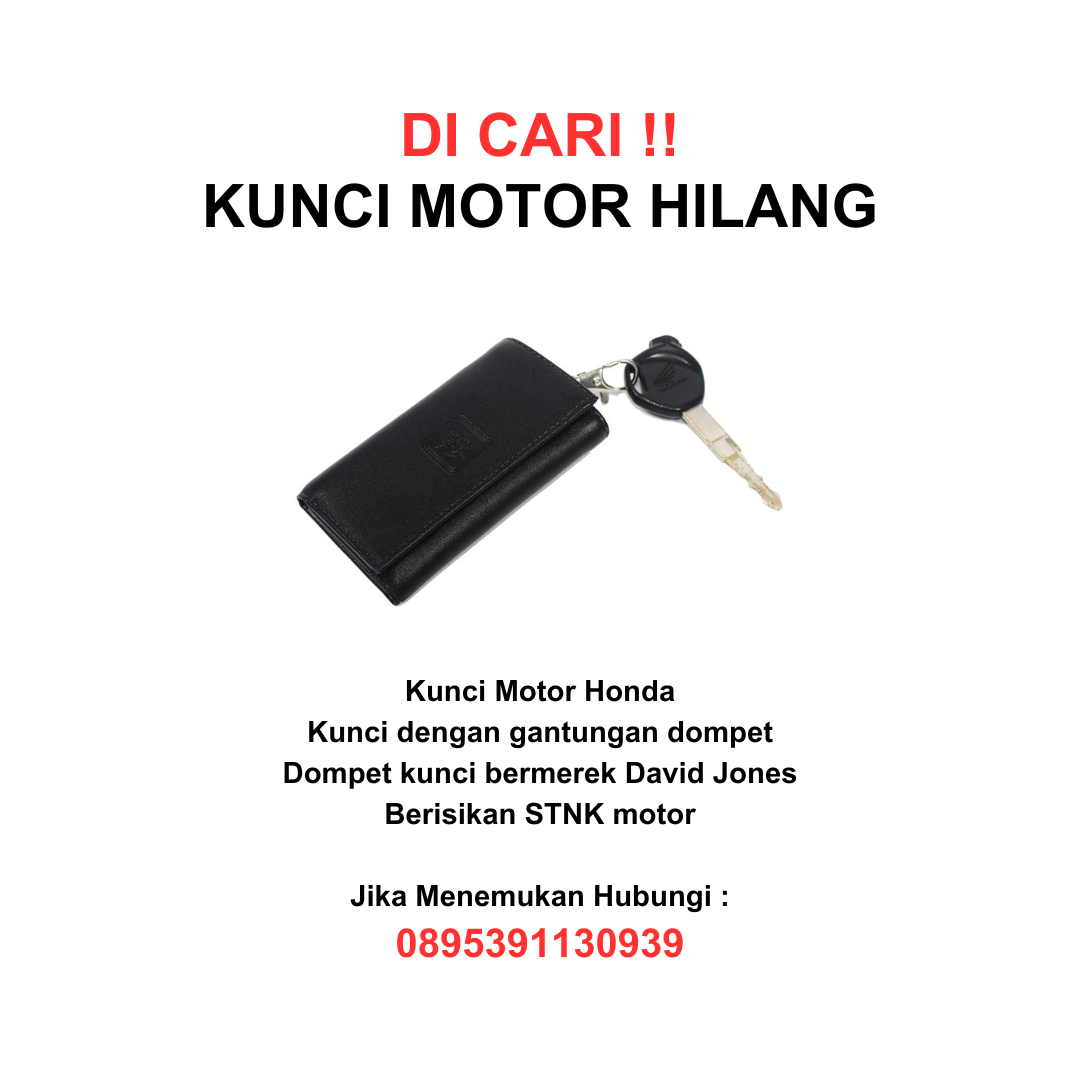 DI CARI !!
KUNCI MOTOR HILANG
Kunci Motor Honda
Kunci dengan gantungan dompet
Dompet kunci bermerek David Jones
Berisikan STNK motor
Jika Menemukan Hubungi :
0895391130939